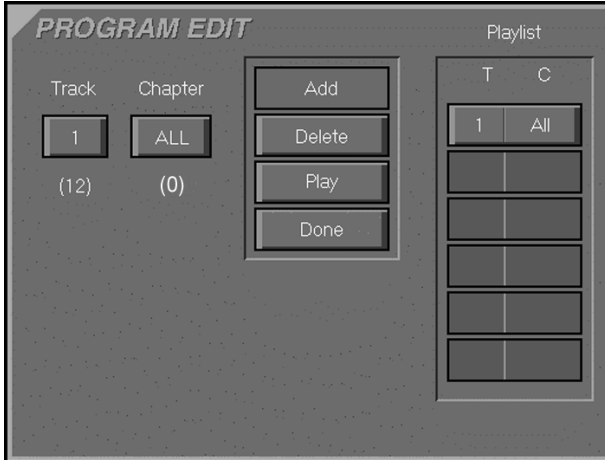 PROGRAM EDIT
Playlist
Track Chapter
1 ALL
(12) (0)
Add
Delete
Play
Done
T C
1 All